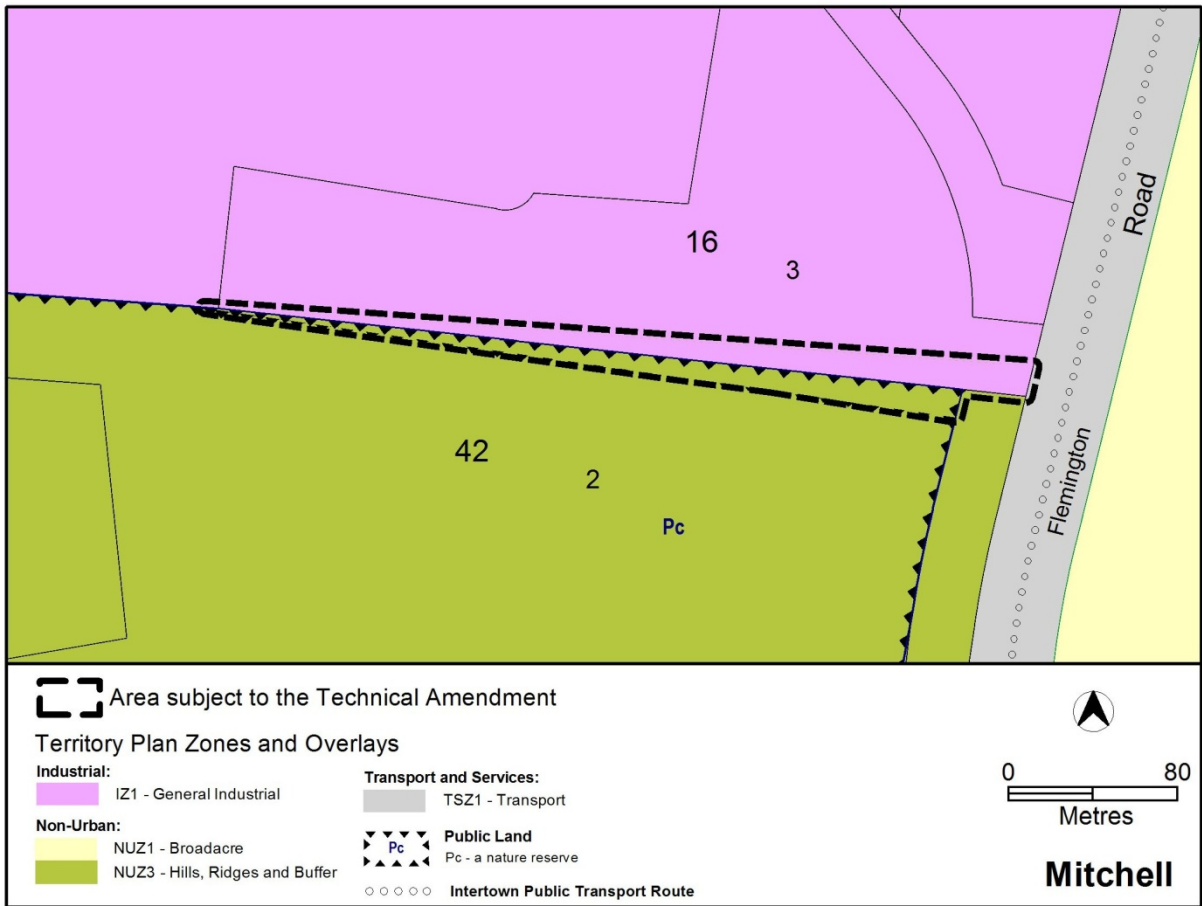 16
3
Road
Flemington
42
2
Pc
Area subject to the Technical Amendment
Territory Plan Zones and Overlays
Industrial:
IZ1 - General Industrial
Non-Urban:
NUZ1 - Broadacre
NUZ3 - Hills, Ridges and Buffer
Transport and Services:
TSZ1 - Transport
Pc
Public Land
Pc - a nature reserve
Intertown Public Transport Route
0 80
Metres
Mitchell